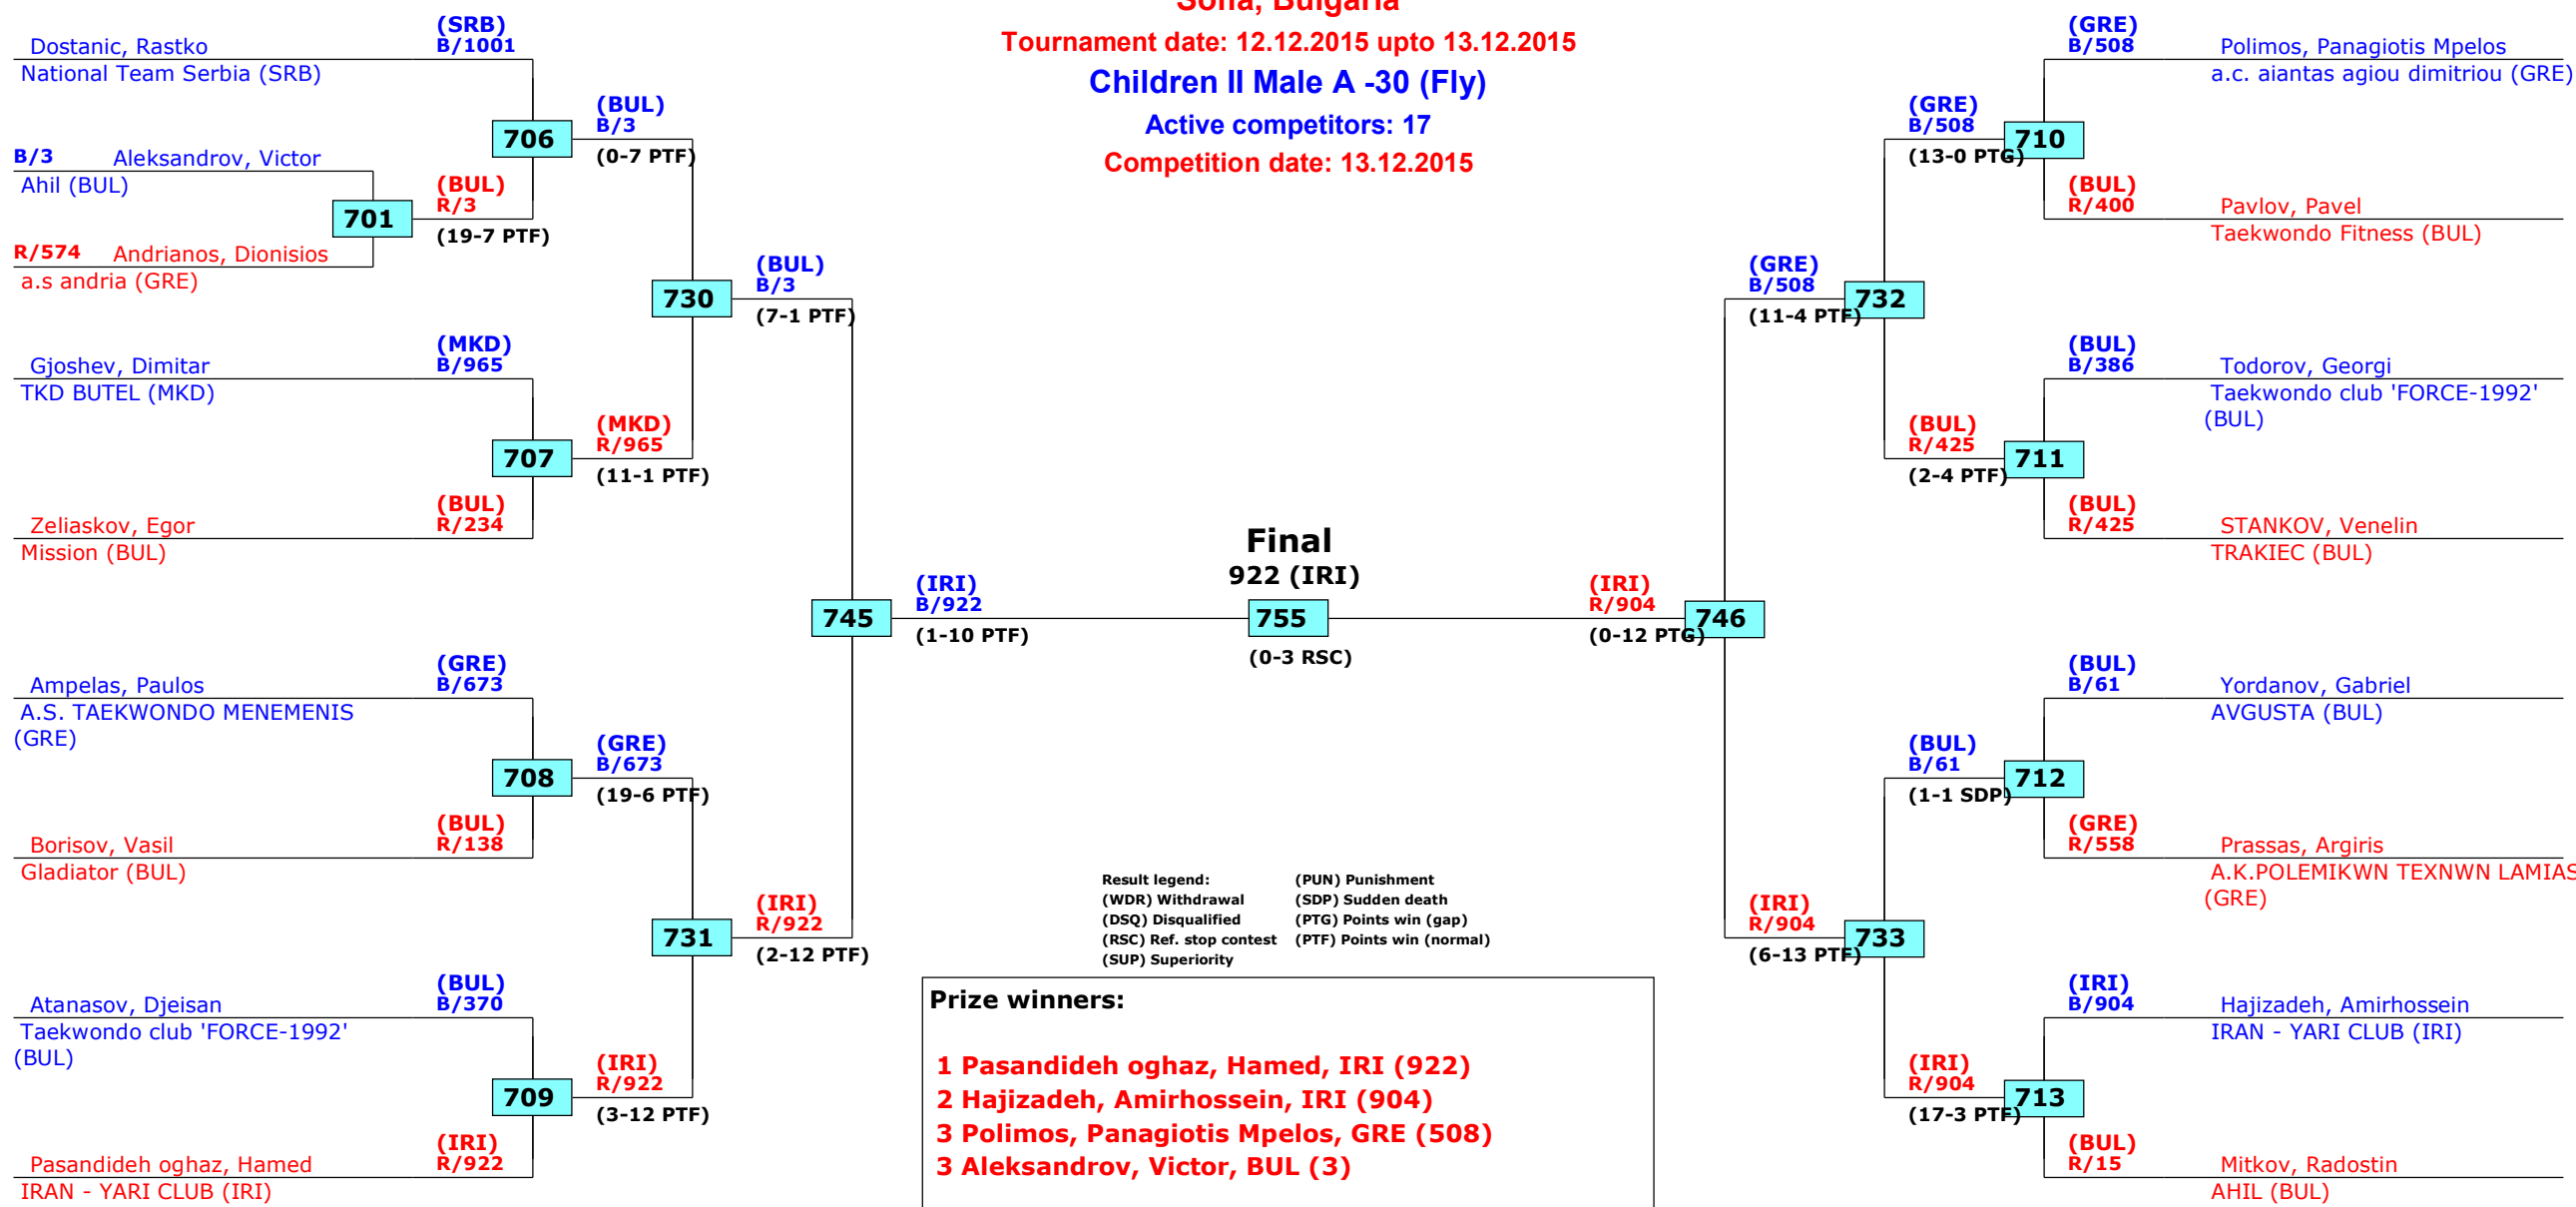 Sofia, Bulgaria
Tournament date: 12.12.2015 upto 13.12.2015
Children II Male A -30 (Fly)
Active competitors: 17
Competition date: 13.12.2015
Dostanic, Rastko
(SRB)
B/1001
National Team Serbia (SRB)
706
(BUL)
B/3
(0-7 PTF)
B/3 Aleksandrov, Victor
Ahil (BUL)
701
(BUL)
R/3
(19-7 PTF)
R/574 Andrianos, Dionisios
a.s andria (GRE)
730
(BUL)
B/3
(7-1 PTF)
Gjoshev, Dimitar
(MKD)
B/965
TKD BUTEL (MKD)
707
(MKD)
R/965
(11-1 PTF)
Zeliaskov, Egor
(BUL)
R/234
Mission (BUL)
745
(IRI)
B/922
(1-10 PTF)
Ampelas, Paulos
(GRE)
B/673
A.S. TAEKWONDO MENEMENIS
(GRE)
708
(GRE)
B/673
(19-6 PTF)
Borisov, Vasil
(BUL)
R/138
Gladiator (BUL)
731
(IRI)
R/922
(2-12 PTF)
Atanasov, Djeisan
(BUL)
B/370
Taekwondo club 'FORCE-1992'
(BUL)
709
(IRI)
R/922
(3-12 PTF)
Pasandideh oghaz, Hamed
(IRI)
R/922
IRAN - YARI CLUB (IRI)
Final
922 (IRI)
755
(0-3 RSC)
(IRI)
R/904
(0-12 PTG)
746
(GRE)
B/508
Polimos, Panagiotis Mpelos
a.c. aiantas agiou dimitriou (GRE)
(GRE)
B/508
(13-0 PTG)
710
(BUL)
R/400
Pavlov, Pavel
Taekwondo Fitness (BUL)
(GRE)
B/508
(11-4 PTF)
732
(BUL)
B/386
Todorov, Georgi
Taekwondo club 'FORCE-1992'
(BUL)
(BUL)
R/425
(2-4 PTF)
711
(BUL)
R/425
STANKOV, Venelin
TRAKIEC (BUL)
(BUL)
B/61
Yordanov, Gabriel
AVGUSTA (BUL)
(BUL)
B/61
(1-1 SDP)
712
(GRE)
R/558
Prassas, Argiris
A.K.POLEMIKWN TEXNWN LAMIAS
(GRE)
(IRI)
R/904
(6-13 PTF)
733
(IRI)
B/904
Hajizadeh, Amirhossein
IRAN - YARI CLUB (IRI)
(IRI)
R/904
(17-3 PTF)
713
(BUL)
R/15
Mitkov, Radostin
AHIL (BUL)
Result legend: (PUN) Punishment
(WDR) Withdrawal (SDP) Sudden death
(DSQ) Disqualified (PTG) Points win (gap)
(RSC) Ref. stop contest (PTF) Points win (normal)
(SUP) Superiority
Prize winners:
1 Pasandideh oghaz, Hamed, IRI (922)
2 Hajizadeh, Amirhossein, IRI (904)
3 Polimos, Panagiotis Mpelos, GRE (508)
3 Aleksandrov, Victor, BUL (3)